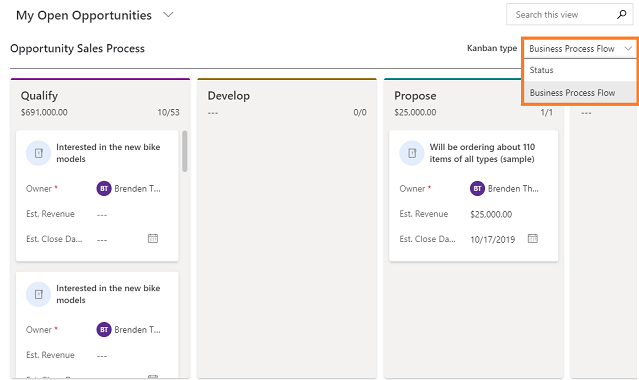 My Open Opportunities
Search this view
Opportunity Sales Process
Kanban type
Business Process Flow
Status
Business Process Flow
Qualify
$691,000.00
10/53
Interested in the new bike
models
Owner *
BT
Brenden T...
Est. Revenue
---
Est. Close Da...
---
Interested in the new bike
models
Owner *
BT
Brenden T...
Est. Revenue
---
Develop
---
0/0
Propose
$25,000.00
1/1
Will be ordering about 110
items of all types (sample)
Owner *
BT
Brenden Th...
Est. Revenue
$25,000.00
Est. Close Da...
10/17/2019
---